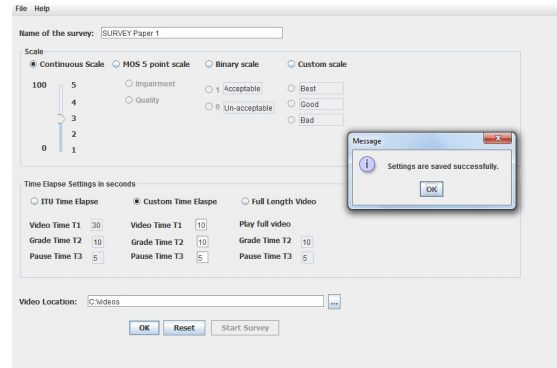 File Help
Name of the survey: SURVEY Paper 1
Scale
Continuous Scale MOS 5 point scale Binary scale Custom scale
100 5 Impairment 1 Acceptable Best
4 Quality 0 Un-acceptable Good
3 Bad
2
0 1
Message
Settings are saved successfully.
OK
Time Elapse Settings in seconds
ITU Time Elapse Custom Time Elaspe Full Length Video
Video Time T1 30 Video Time T1 10 Play full video
Grade Time T2 10 Grade Time T2 10 Grade Time T2 10
Pause Time T3 5 Pause Time T3 5 Pause Time T3 5
Video Location: C:\videos ...
OK Reset Start Survey